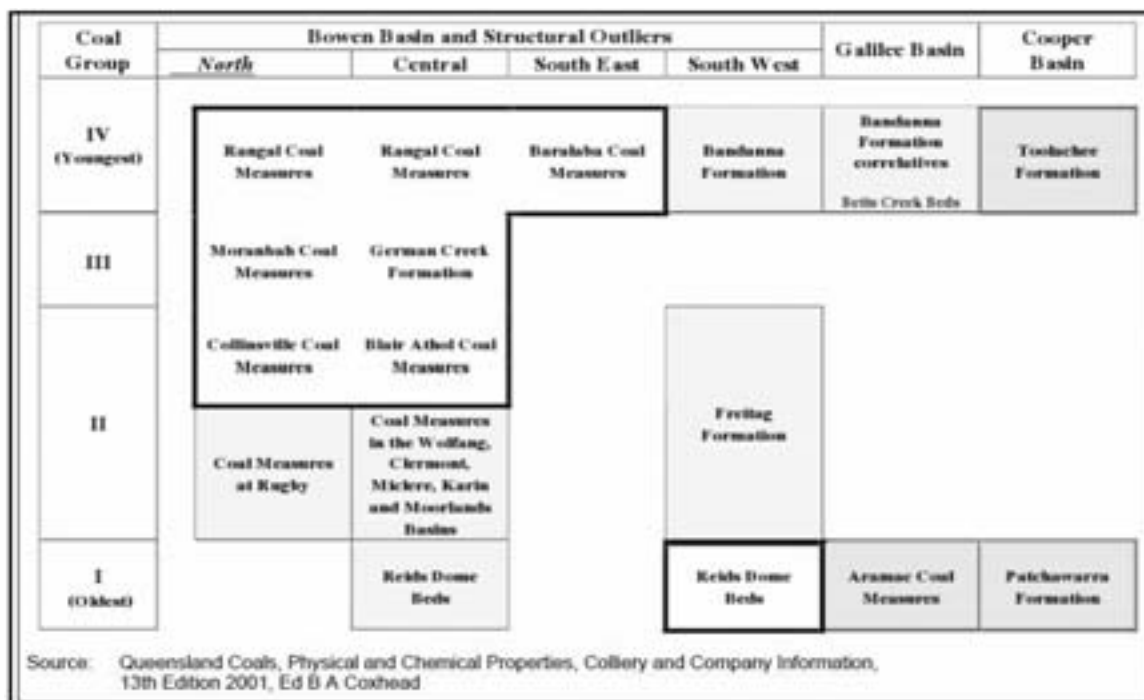 Coal Group
Bowen Basin and Structural Outliers
Galilee Basin
Cooper Basin
North
Central
South East
South West
IV
(Youngest)
Rangal Coal
Measures
Rangal Coal
Measures
Baralaba Coal
Measures
Bandanna
Formation
Bandanna
Formation
correlatives
Betts Creek Beds
Toolachee
Formation
III
Moranbah Coal
Measures
German Creek
Formation
II
Collinsville Coal
Measures
Blair Athol Coal
Measures
Freitag
Formation
Coal Measures
at Rugby
Coal Measures
in the Wolfang,
Clermont,
Miclere, Karin
and Moorlands
Basins
I
(Oldest)
Reids Dome
Beds
Reids Dome
Beds
Aramac Coal
Measures
Patchawarra
Formation
Source: Queensland Coals, Physical and Chemical Properties, Colliery and Company Information,
13th Edition 2001, Ed B A Coxhead